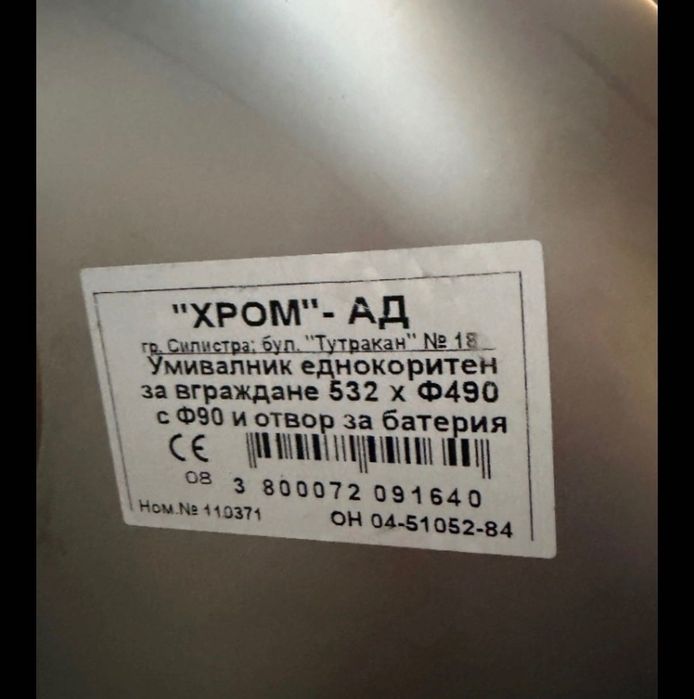 "ХРОМ"- АД
гр. Силистра; бул. "Тутракан" № 18
Умивалник еднокоритен
за вграждане 532 х Ф490
с Ф90 и отвор за батерия
CE
08 3 800072 091640
Ном.№ 110371 ОН 04-51052-84